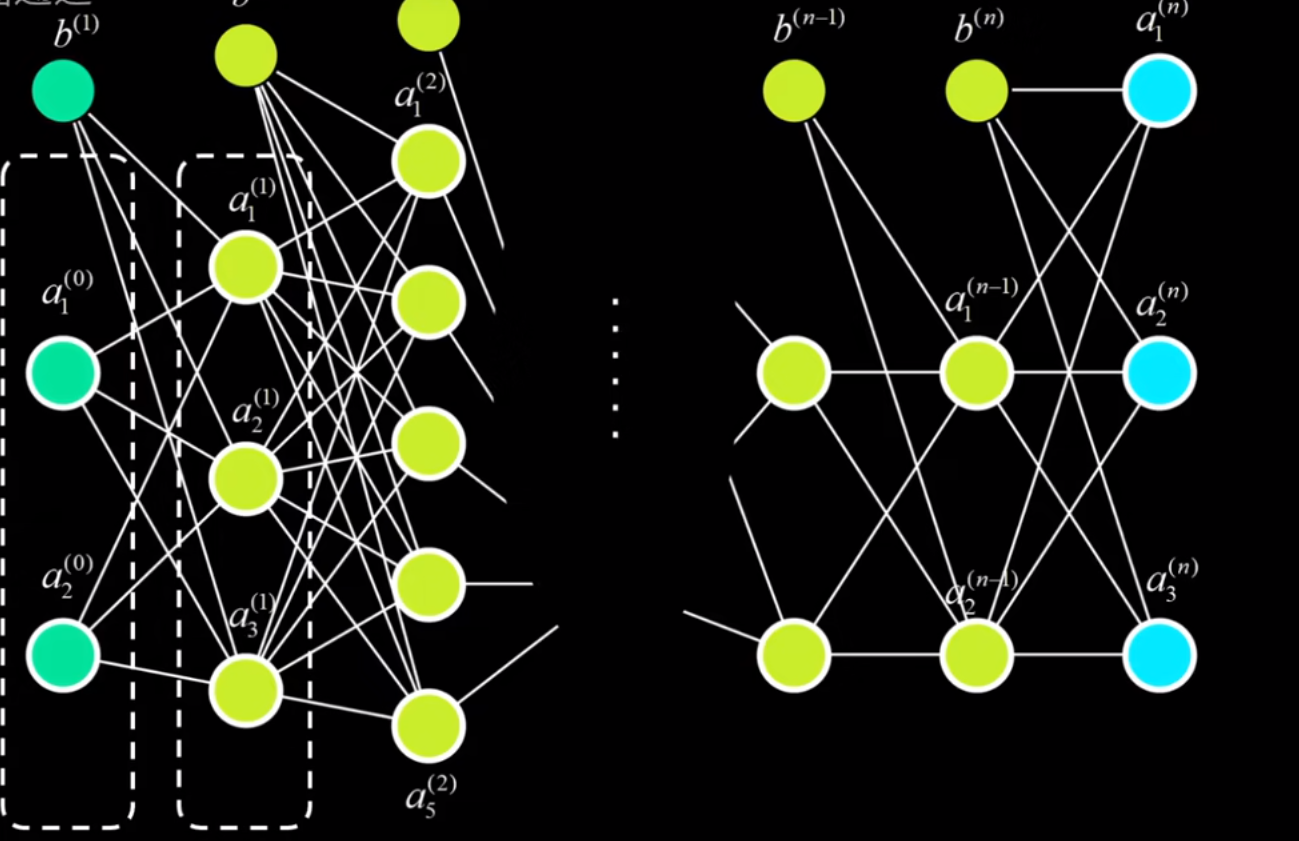 b^{(1)}
a_1^{(2)}
b^{(n-1)}
b^{(n)}
a_1^{(n)}
a_1^{(1)}
a_1^{(0)}
a_1^{(n-1)}
a_2^{(n)}
a_2^{(1)}
a_2^{(0)}
a_3^{(1)}
a_2^{(n-1)}
a_3^{(n)}
a_5^{(2)}